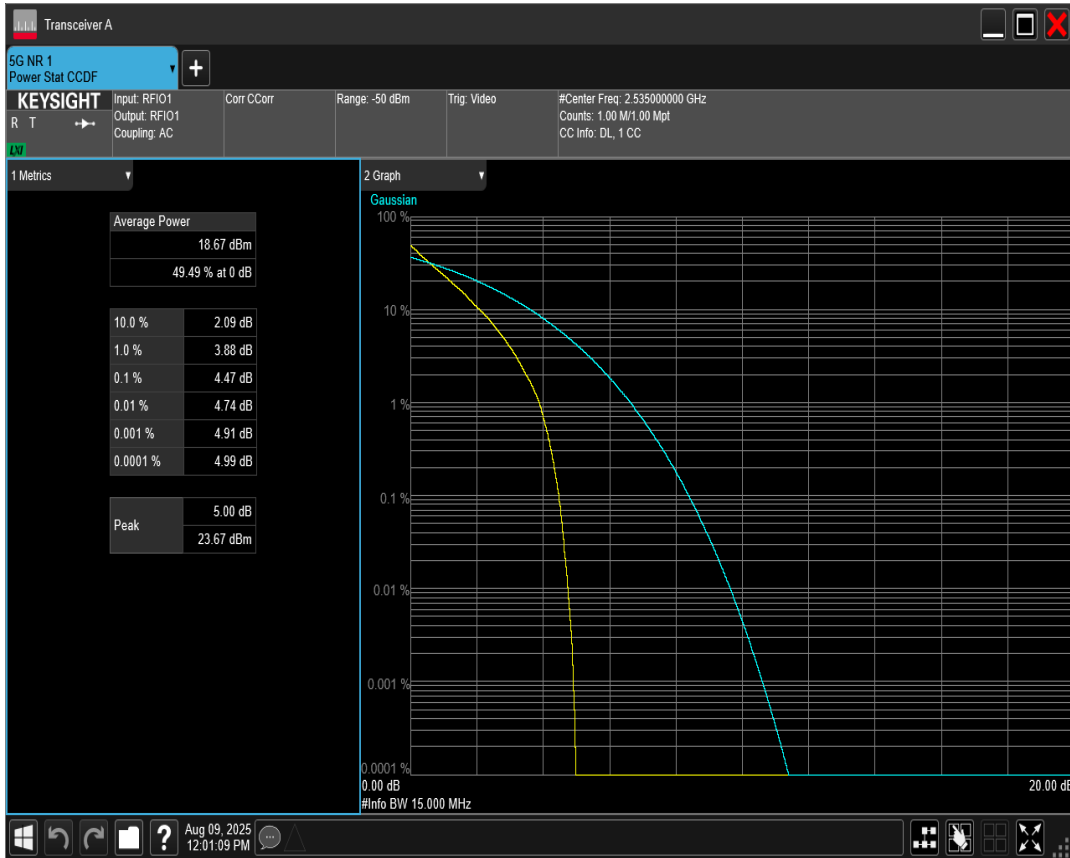 Transceiver A
5G NR 1
Power Stat CCDF
+
KEYSIGHT
R T
LXI
Input: RFIO1
Output: RFIO1
Coupling: AC
Corr CCorr
Range: -50 dBm
Trig: Video
#Center Freq: 2.535000000 GHz
Counts: 1.00 M/1.00 Mpt
CC Info: DL, 1 CC
1 Metrics
Average Power
18.67 dBm
49.49 % at 0 dB
10.0 % 2.09 dB
1.0 % 3.88 dB
0.1 % 4.47 dB
0.01 % 4.74 dB
0.001 % 4.91 dB
0.0001 % 4.99 dB
Peak
5.00 dB
23.67 dBm
2 Graph
Gaussian
100 %
10 %
1 %
0.1 %
0.01 %
0.001 %
0.0001 %
0.00 dB 20.00 dB
#Info BW 15.000 MHz
?
Aug 09, 2025
12:01:09 PM